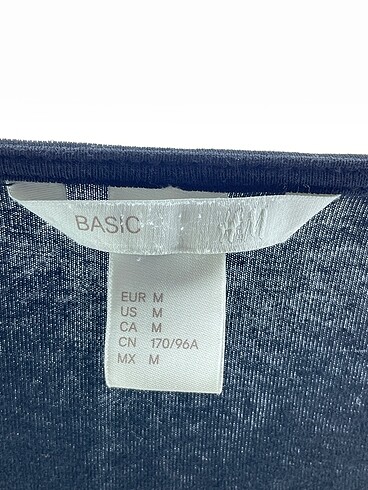 BASIC
EUR M
US M
CA M
CN 170/96A
MX M